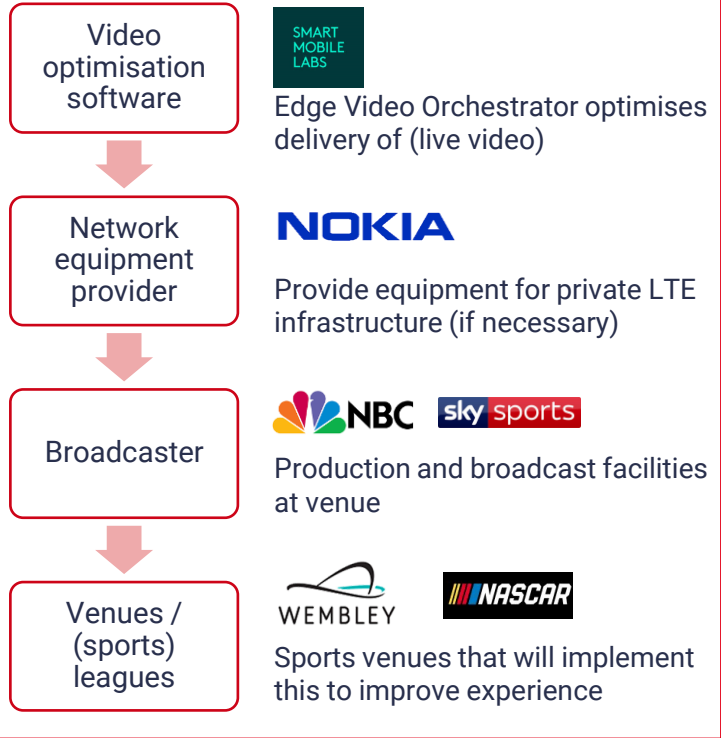 Video
optimisation
software
SMART
MOBILE
LABS
Edge Video Orchestrator optimises
delivery of (live video)
Network
equipment
provider
NOKIA
Provide equipment for private LTE
infrastructure (if necessary)
Broadcaster
NBC
sky sports
Production and broadcast facilities
at venue
Venues /
(sports)
leagues
WEMBLEY
NASCAR
Sports venues that will implement
this to improve experience